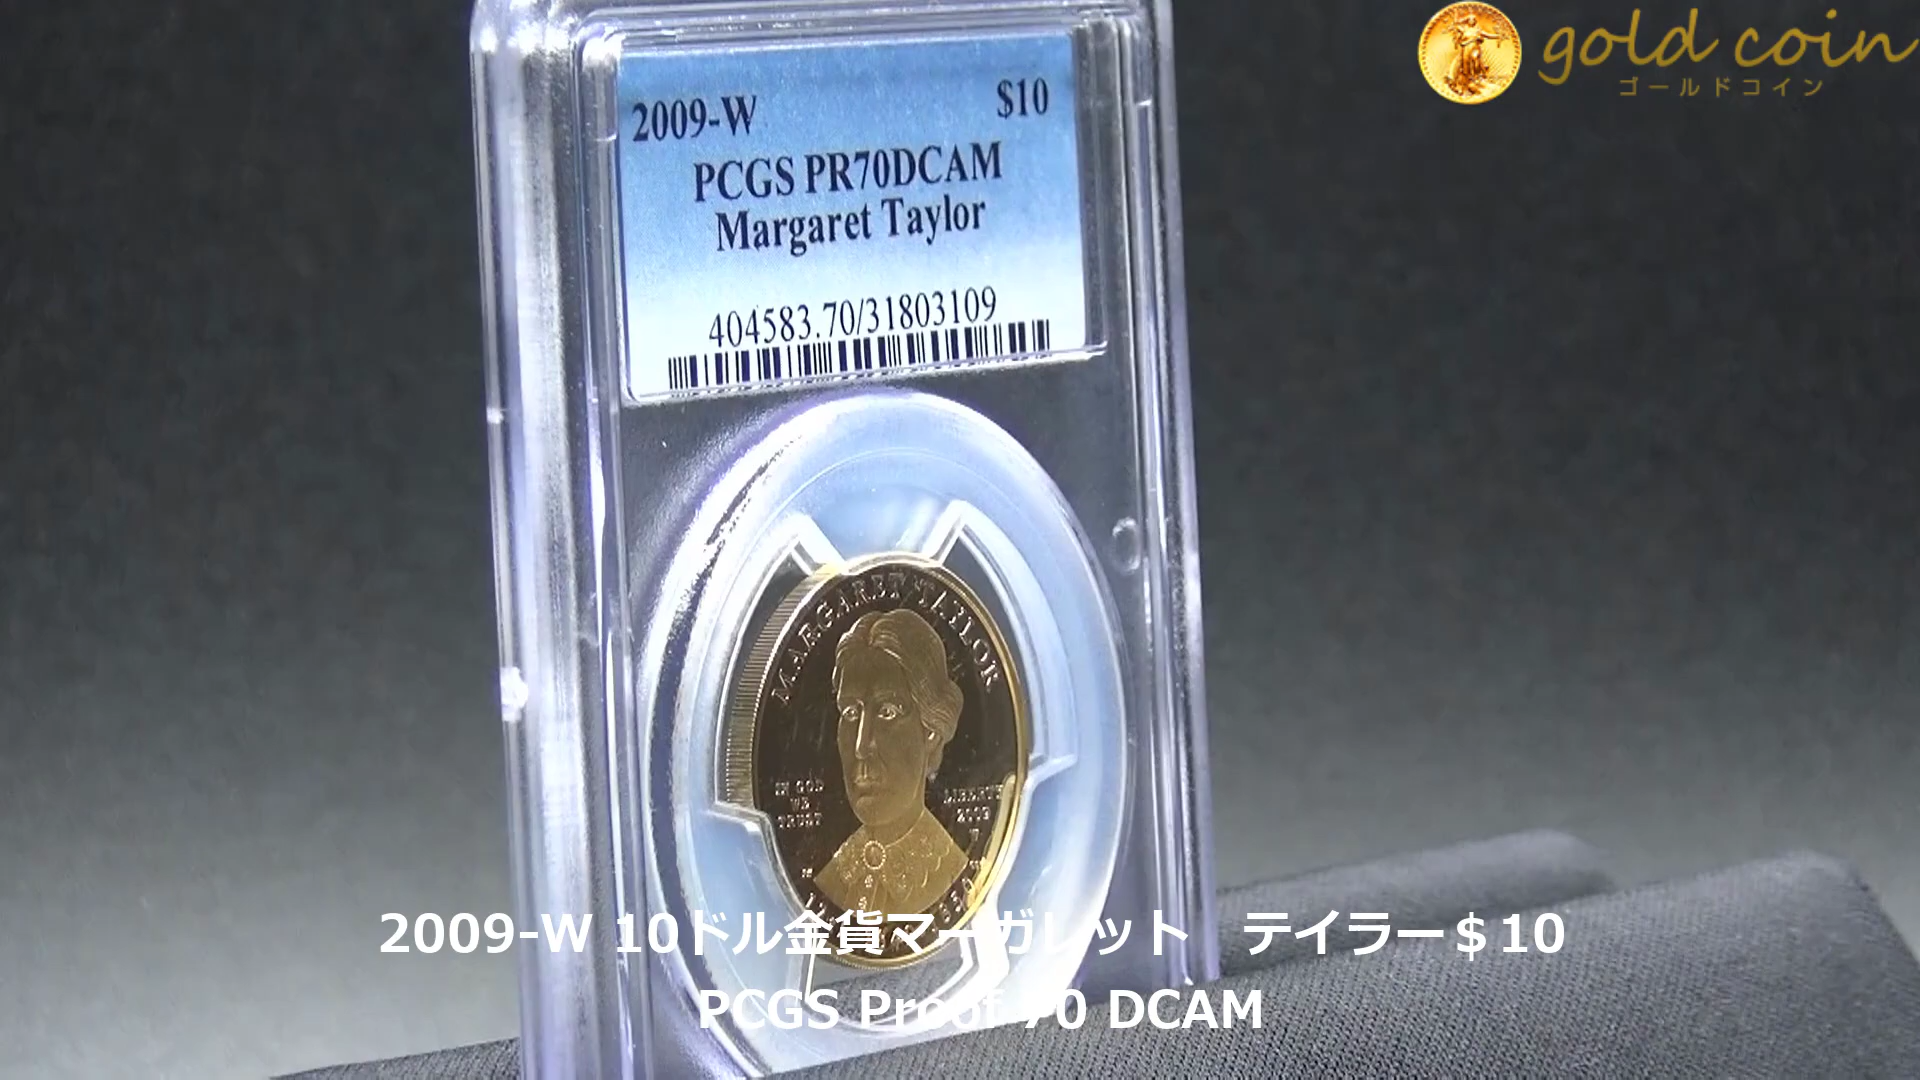 gold coin
ゴールドコイン
2009-W $10
PCGS PR70DCAM
Margaret Taylor
404583.70/31803109
MARGARET TAYLOR
IN GOD
WE
TRUST
LIBERTY
2009
W
2009-W 10ドル金貨マーガレット　テイラー＄10
PCGS Proof 70 DCAM